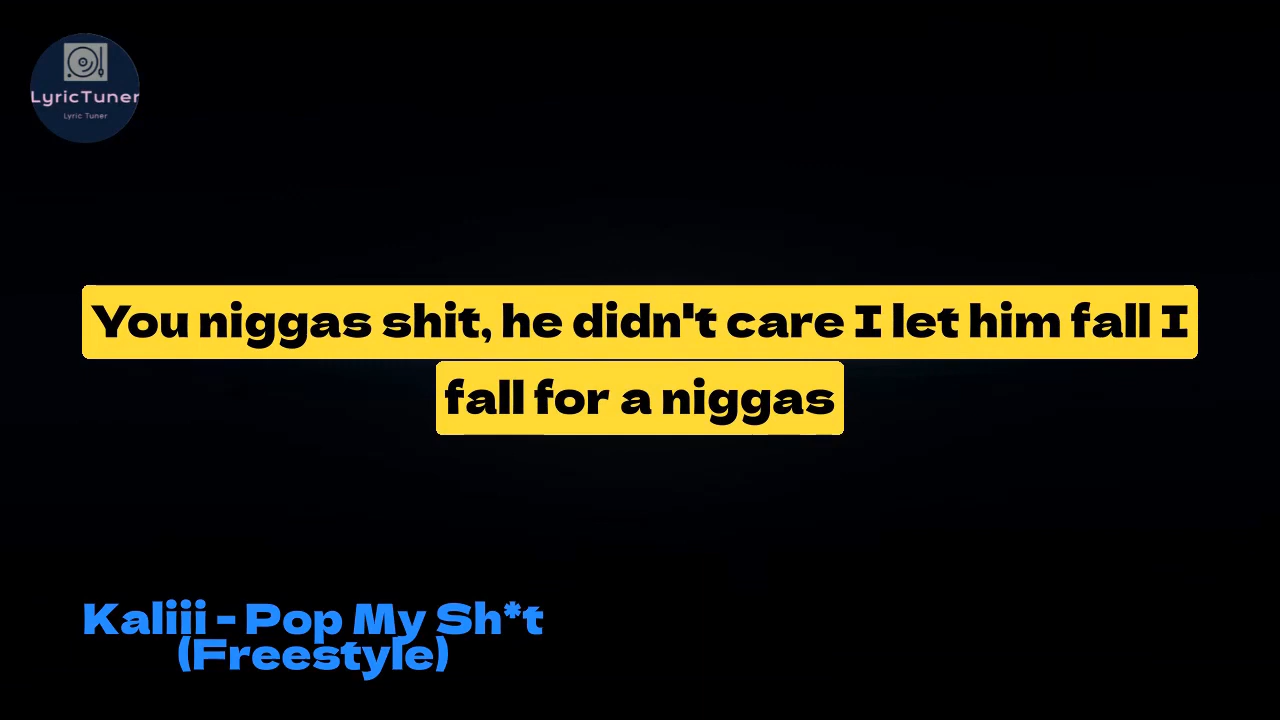 LyricTuner
Lyric Tuner
You niggas shit, he didn't care I let him fall I
fall for a niggas
Kaliii - Pop My Sh*t
(Freestyle)